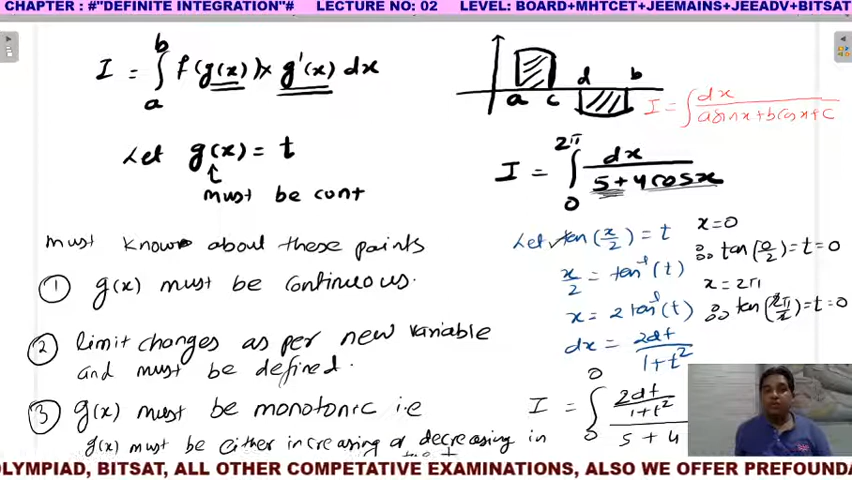 CHAPTER : #"DEFINITE INTEGRATION"# LECTURE NO: 02 LEVEL: BOARD+MHTCET+JEEMAINS+JEEADV+BITSAT
I = ∫ₐᵇ f(g(x)) × g'(x) dx
Let g(x) = t
must be cont
must know about these points
① g(x) must be continuous.
② limit changes as per new variable
and must be defined.
③ g(x) must be monotonic i.e
g(x) must be either increasing or decreasing in
a c d b
I = ∫ dx / (a sin x + b cos x + c)
I = ∫₀^2π dx / (5 + 4 cos x)
Let tan(x/2) = t
x/2 = tan⁻¹(t)
x = 2 tan⁻¹(t)
dx = 2dt / (1+t²)
x = 0
∴ tan(0/2) = t = 0
x = 2π
∴ tan(2π/2) = t = 0
I = ∫₀⁰ (2dt / (1+t²)) / (5 + 4
OLYMPIAD, BITSAT, ALL OTHER COMPETATIVE EXAMINATIONS, ALSO WE OFFER PREFOUNDA